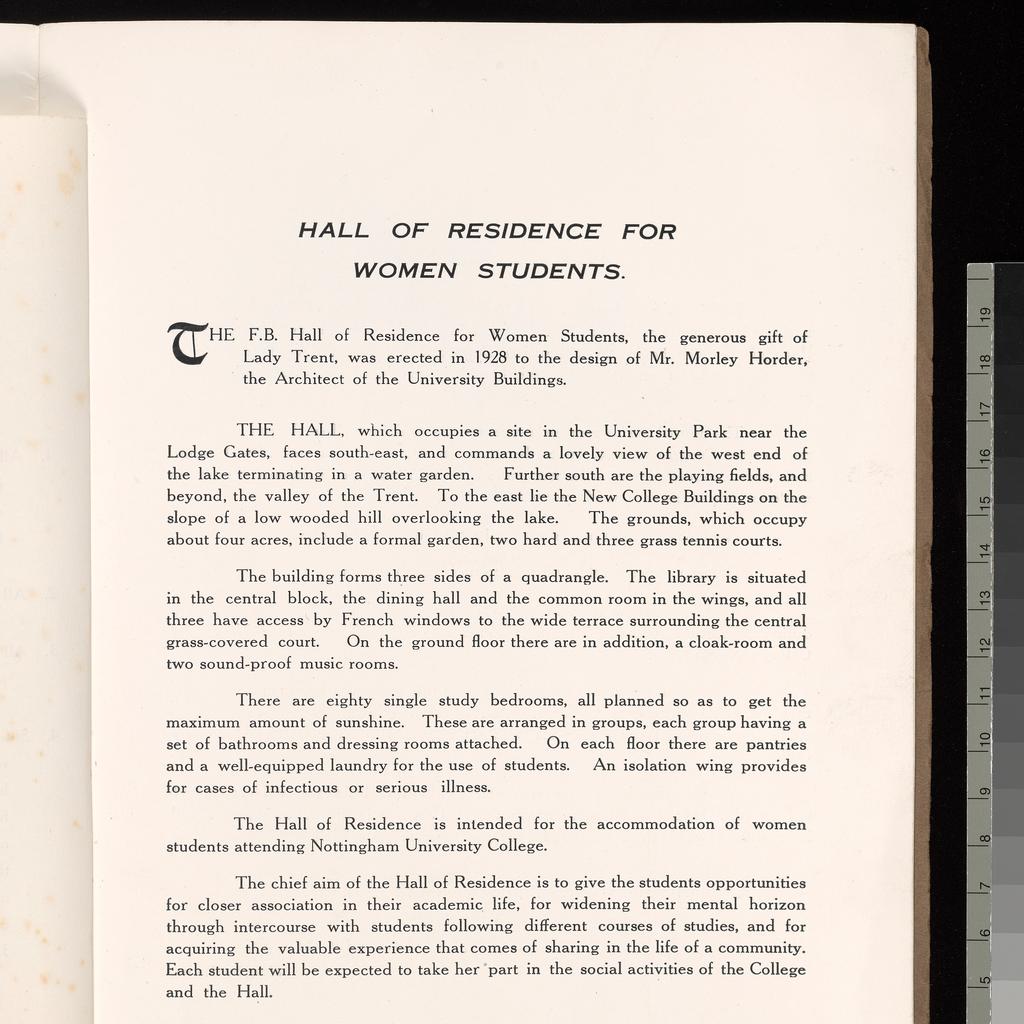 HALL OF RESIDENCE FOR
WOMEN STUDENTS.
THE F.B. Hall of Residence for Women Students, the generous gift of
Lady Trent, was erected in 1928 to the design of Mr. Morley Horder,
the Architect of the University Buildings.
THE HALL, which occupies a site in the University Park near the
Lodge Gates, faces south-east, and commands a lovely view of the west end of
the lake terminating in a water garden. Further south are the playing fields, and
beyond, the valley of the Trent. To the east lie the New College Buildings on the
slope of a low wooded hill overlooking the lake. The grounds, which occupy
about four acres, include a formal garden, two hard and three grass tennis courts.
The building forms three sides of a quadrangle. The library is situated
in the central block, the dining hall and the common room in the wings, and all
three have access by French windows to the wide terrace surrounding the central
grass-covered court. On the ground floor there are in addition, a cloak-room and
two sound-proof music rooms.
There are eighty single study bedrooms, all planned so as to get the
maximum amount of sunshine. These are arranged in groups, each group having a
set of bathrooms and dressing rooms attached. On each floor there are pantries
and a well-equipped laundry for the use of students. An isolation wing provides
for cases of infectious or serious illness.
The Hall of Residence is intended for the accommodation of women
students attending Nottingham University College.
The chief aim of the Hall of Residence is to give the students opportunities
for closer association in their academic life, for widening their mental horizon
through intercourse with students following different courses of studies, and for
acquiring the valuable experience that comes of sharing in the life of a community.
Each student will be expected to take her part in the social activities of the College
and the Hall.
19
18
17
16
15
14
13
12
11
10
9
8
7
6
5